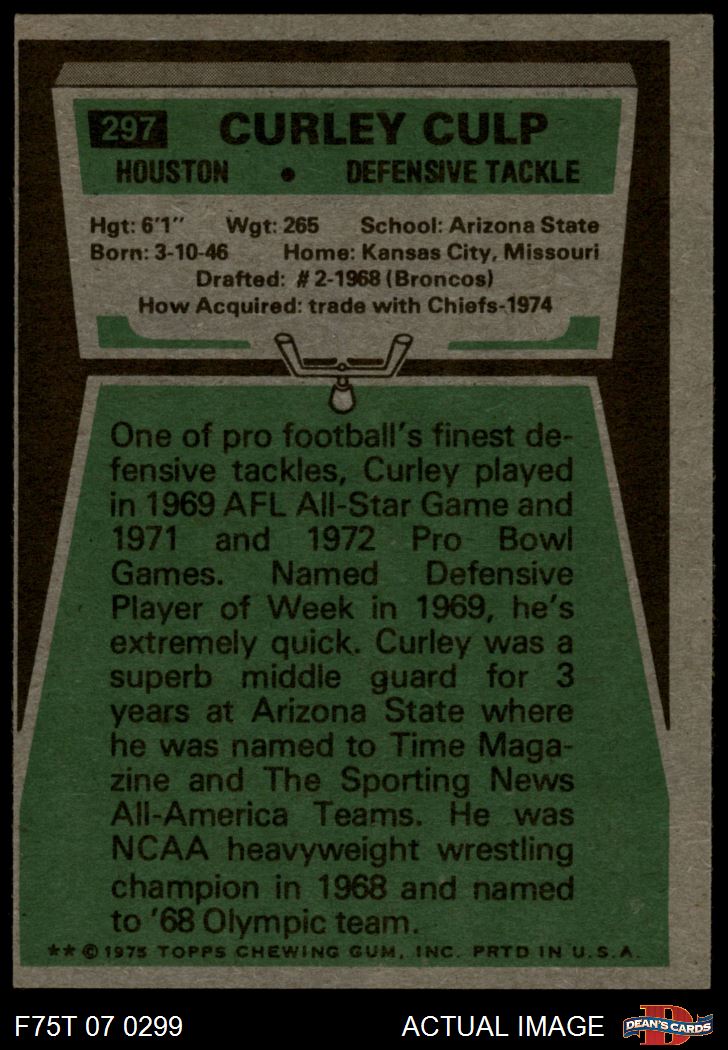 297 CURLEY CULP
HOUSTON • DEFENSIVE TACKLE
Hgt: 6'1" Wgt: 265 School: Arizona State
Born: 3-10-46 Home: Kansas City, Missouri
Drafted: #2-1968 (Broncos)
How Acquired: trade with Chiefs-1974
One of pro football's finest de-
fensive tackles, Curley played
in 1969 AFL All-Star Game and
1971 and 1972 Pro Bowl
Games. Named Defensive
Player of Week in 1969, he's
extremely quick. Curley was a
superb middle guard for 3
years at Arizona State where
he was named to Time Maga-
zine and The Sporting News
All-America Teams. He was
NCAA heavyweight wrestling
champion in 1968 and named
to '68 Olympic team.
**©1975 TOPPS CHEWING GUM, INC. PRTD IN U.S.A.
F75T 07 0299 ACTUAL IMAGE D DEAN'S CARDS